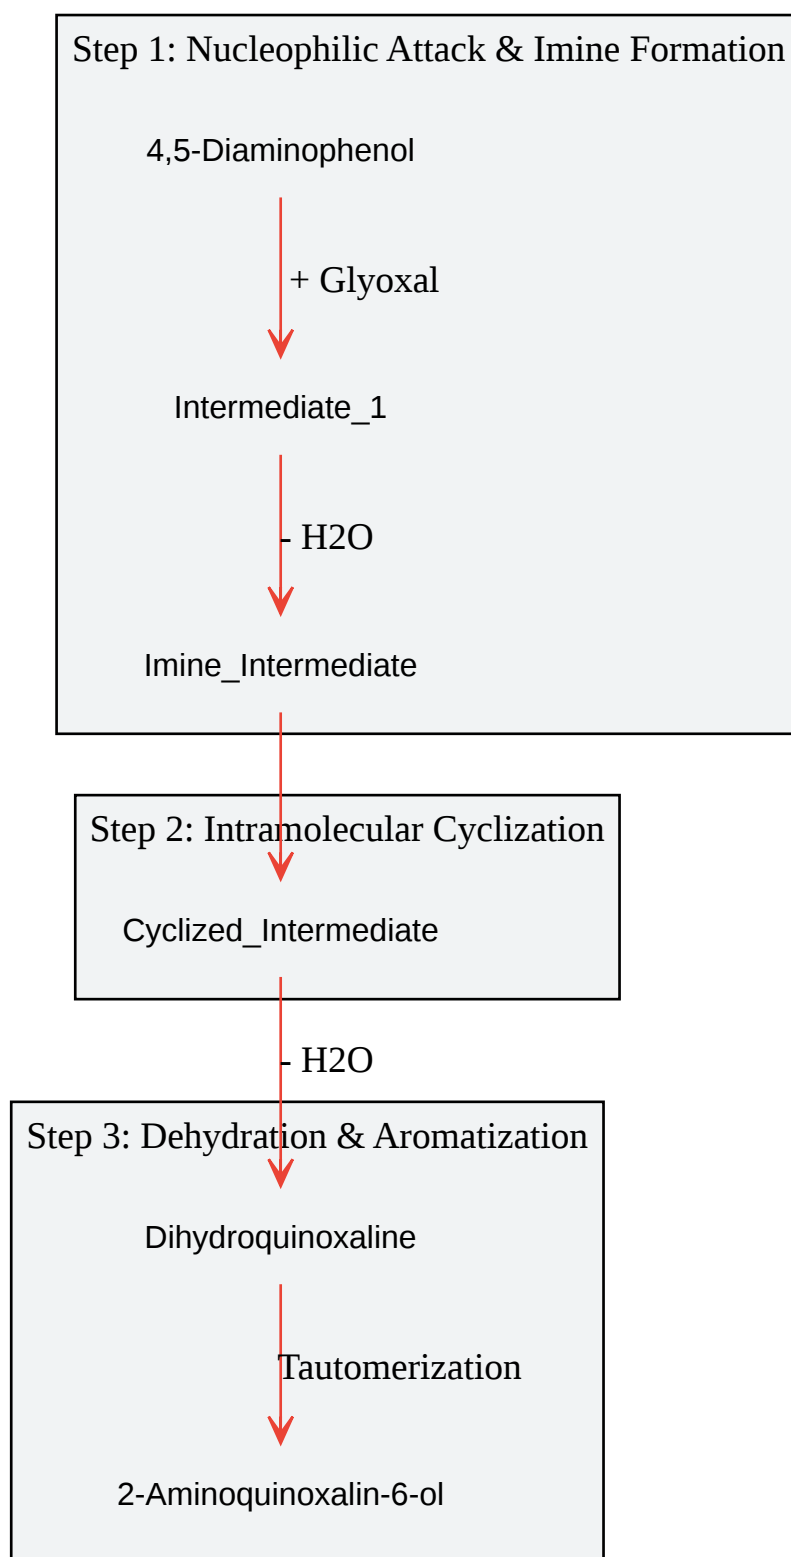 Step 1: Nucleophilic Attack & Imine Formation
4,5-Diaminophenol
+ Glyoxal
Intermediate_1
- H2O
Imine_Intermediate
Step 2: Intramolecular Cyclization
Cyclized_Intermediate
- H2O
Step 3: Dehydration & Aromatization
Dihydroquinoxaline
Tautomerization
2-Aminoquinoxalin-6-ol